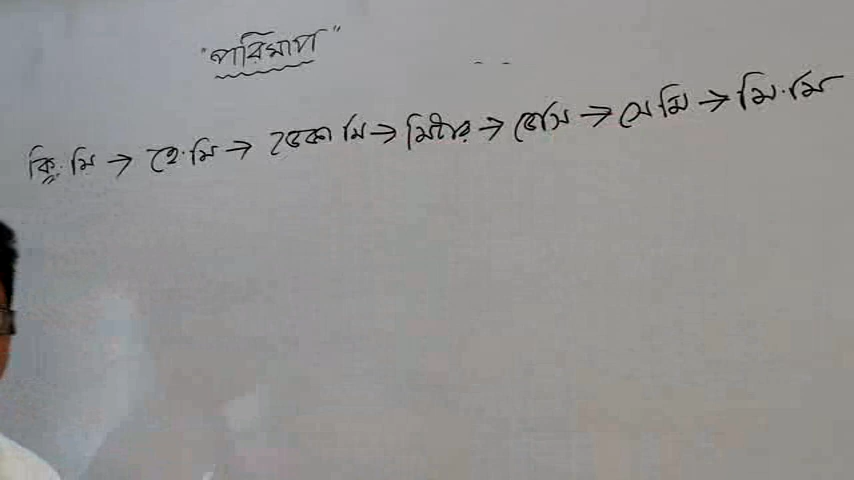 "পরিমাপ"
কি.মি → হে.মি → ডেকা মি → মিটার → ডেসি → সে মি → মি.মি